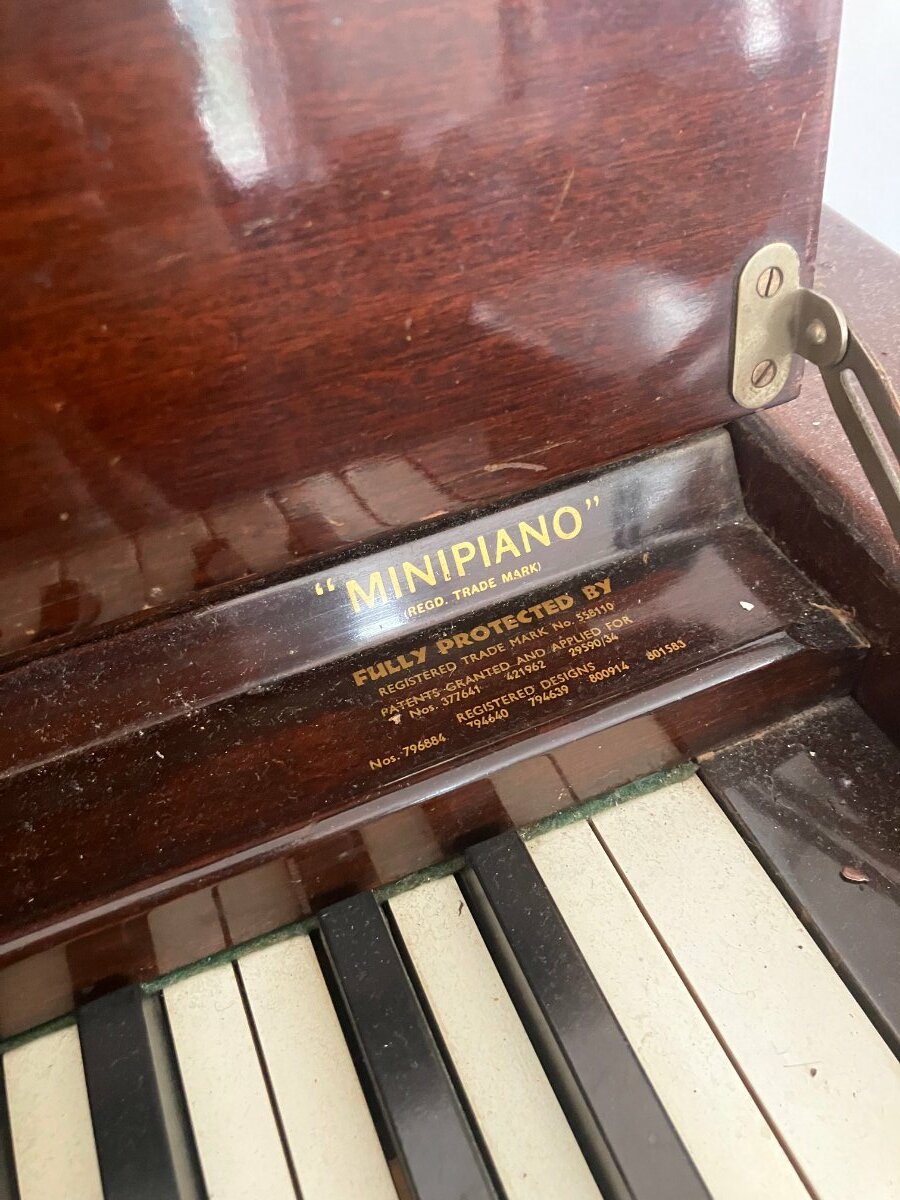 “MINIPIANO”
(REGD. TRADE MARK)
FULLY PROTECTED BY
REGISTERED TRADE MARK No. 558110
PATENTS GRANTED AND APPLIED FOR
Nos. 377641 421962 29590/34
REGISTERED DESIGNS
Nos. 796884 794640 794639 800914 801583